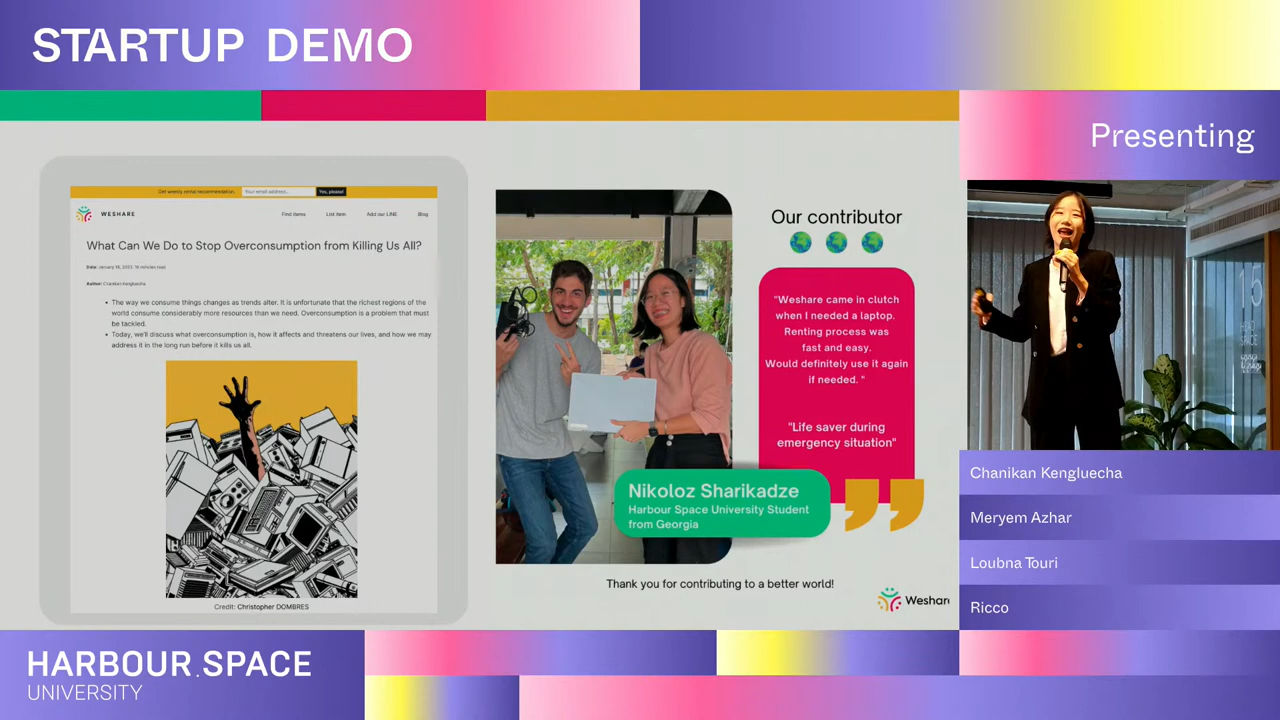 STARTUP DEMO
Presenting
Get weekly rental recommendation.
Your email address..
Yes, please!
WESHARE
Find items
List item
Add our LINE
Blog
What Can We Do to Stop Overconsumption from Killing Us All?
Date: January 19, 2023. 10 minutes read
Author: Chanikan Kengluecha
The way we consume things changes as trends alter. It is unfortunate that the richest regions of the
world consume considerably more resources than we need. Overconsumption is a problem that must
be tackled.
Today, we'll discuss what overconsumption is, how it affects and threatens our lives, and how we may
address it in the long run before it kills us all.
Credit: Christopher DOMBRES
Our contributor
"Weshare came in clutch
when I needed a laptop.
Renting process was
fast and easy.
Would definitely use it again
if needed. "
"Life saver during
emergency situation"
Nikoloz Sharikadze
Harbour Space University Student
from Georgia
Thank you for contributing to a better world!
Weshar
Chanikan Kengluecha
Meryem Azhar
Loubna Touri
Ricco
HARBOUR.SPACE
UNIVERSITY